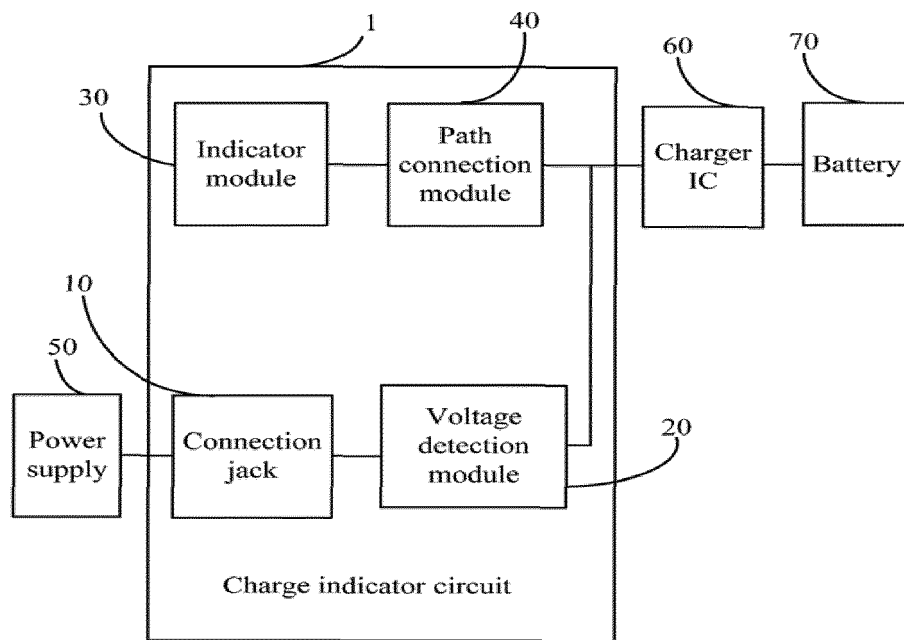 1
40
60
70
30
Indicator
module
Path
connection
module
Charger
IC
Battery
10
50
Power
supply
Connection
jack
Voltage
detection
module
20
Charge indicator circuit